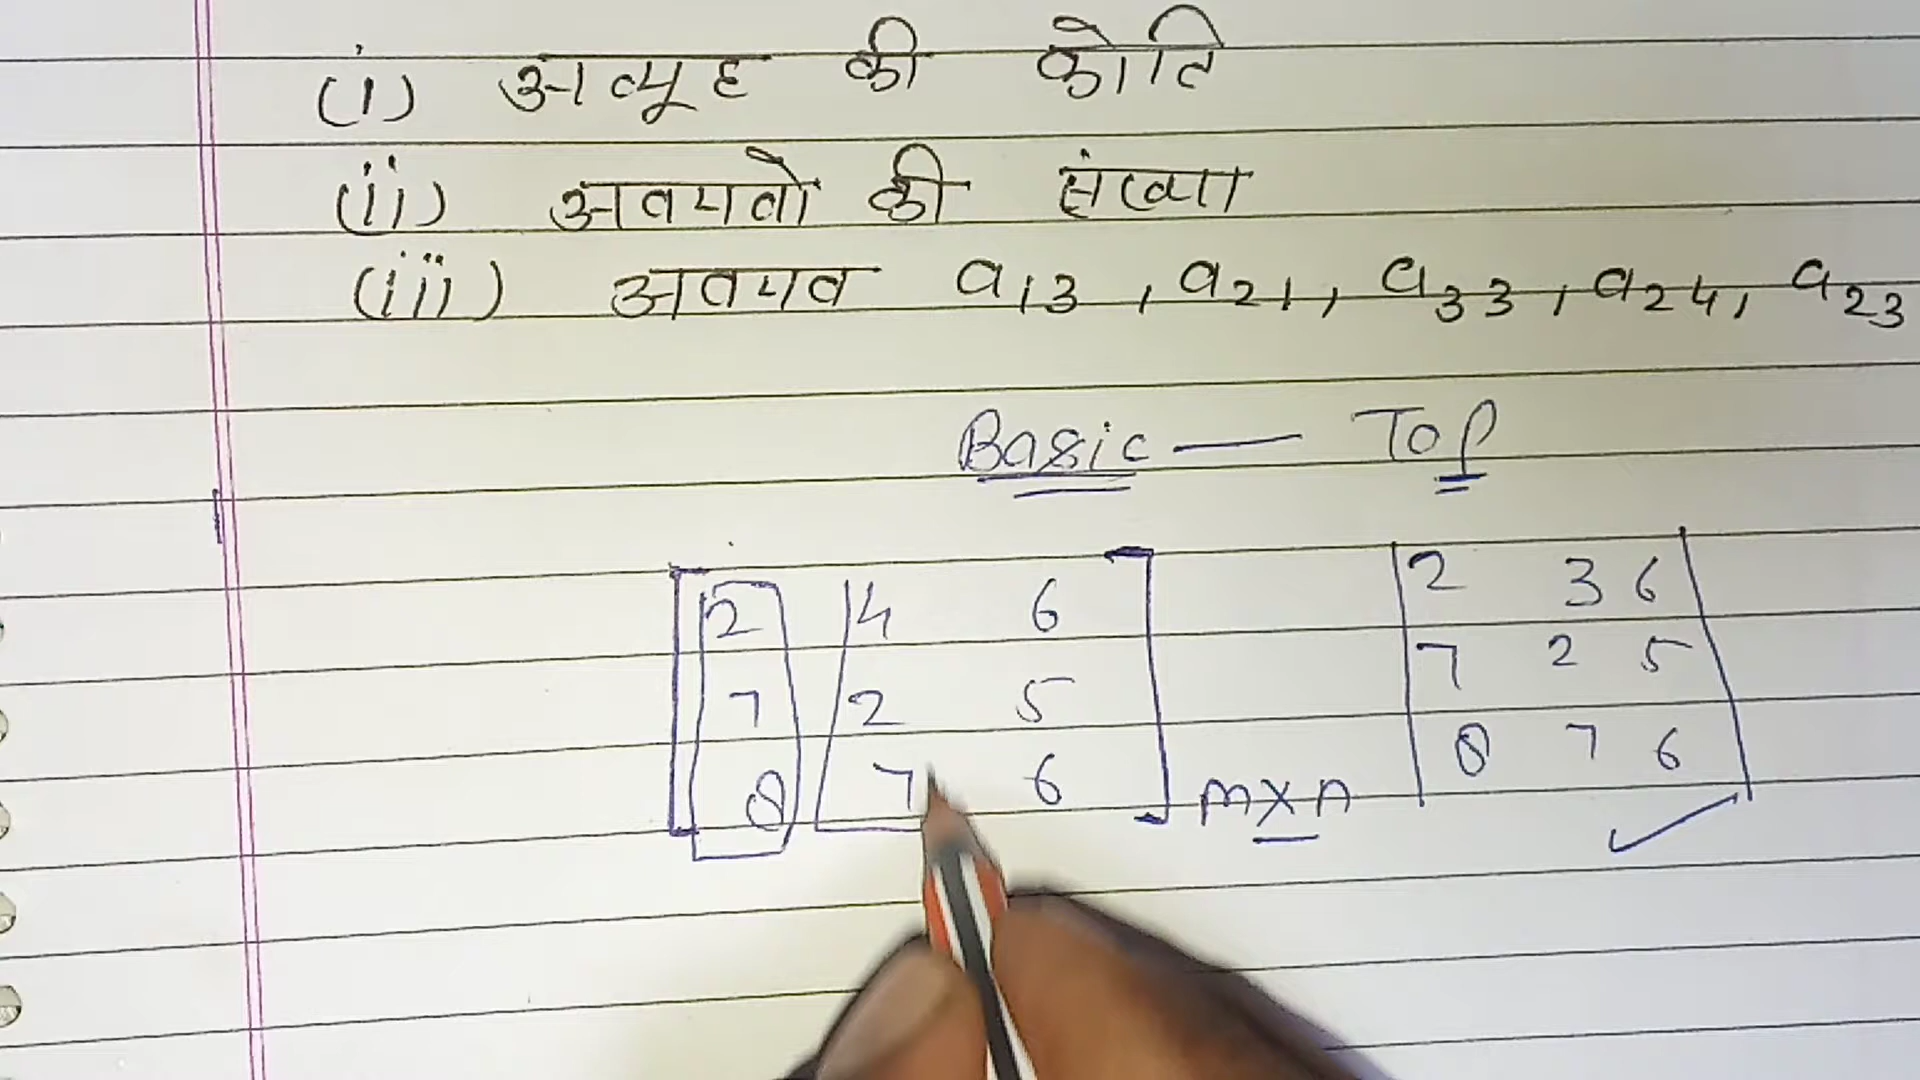 (i) आव्यूह की कोटि
(ii) अवयवो की संख्या
(iii) अवयव a13, a21, a33, a24, a23
Basic — Top
2 4 6
7 2 5
8 7 6
m×n
2 3 6
7 2 5
8 7 6